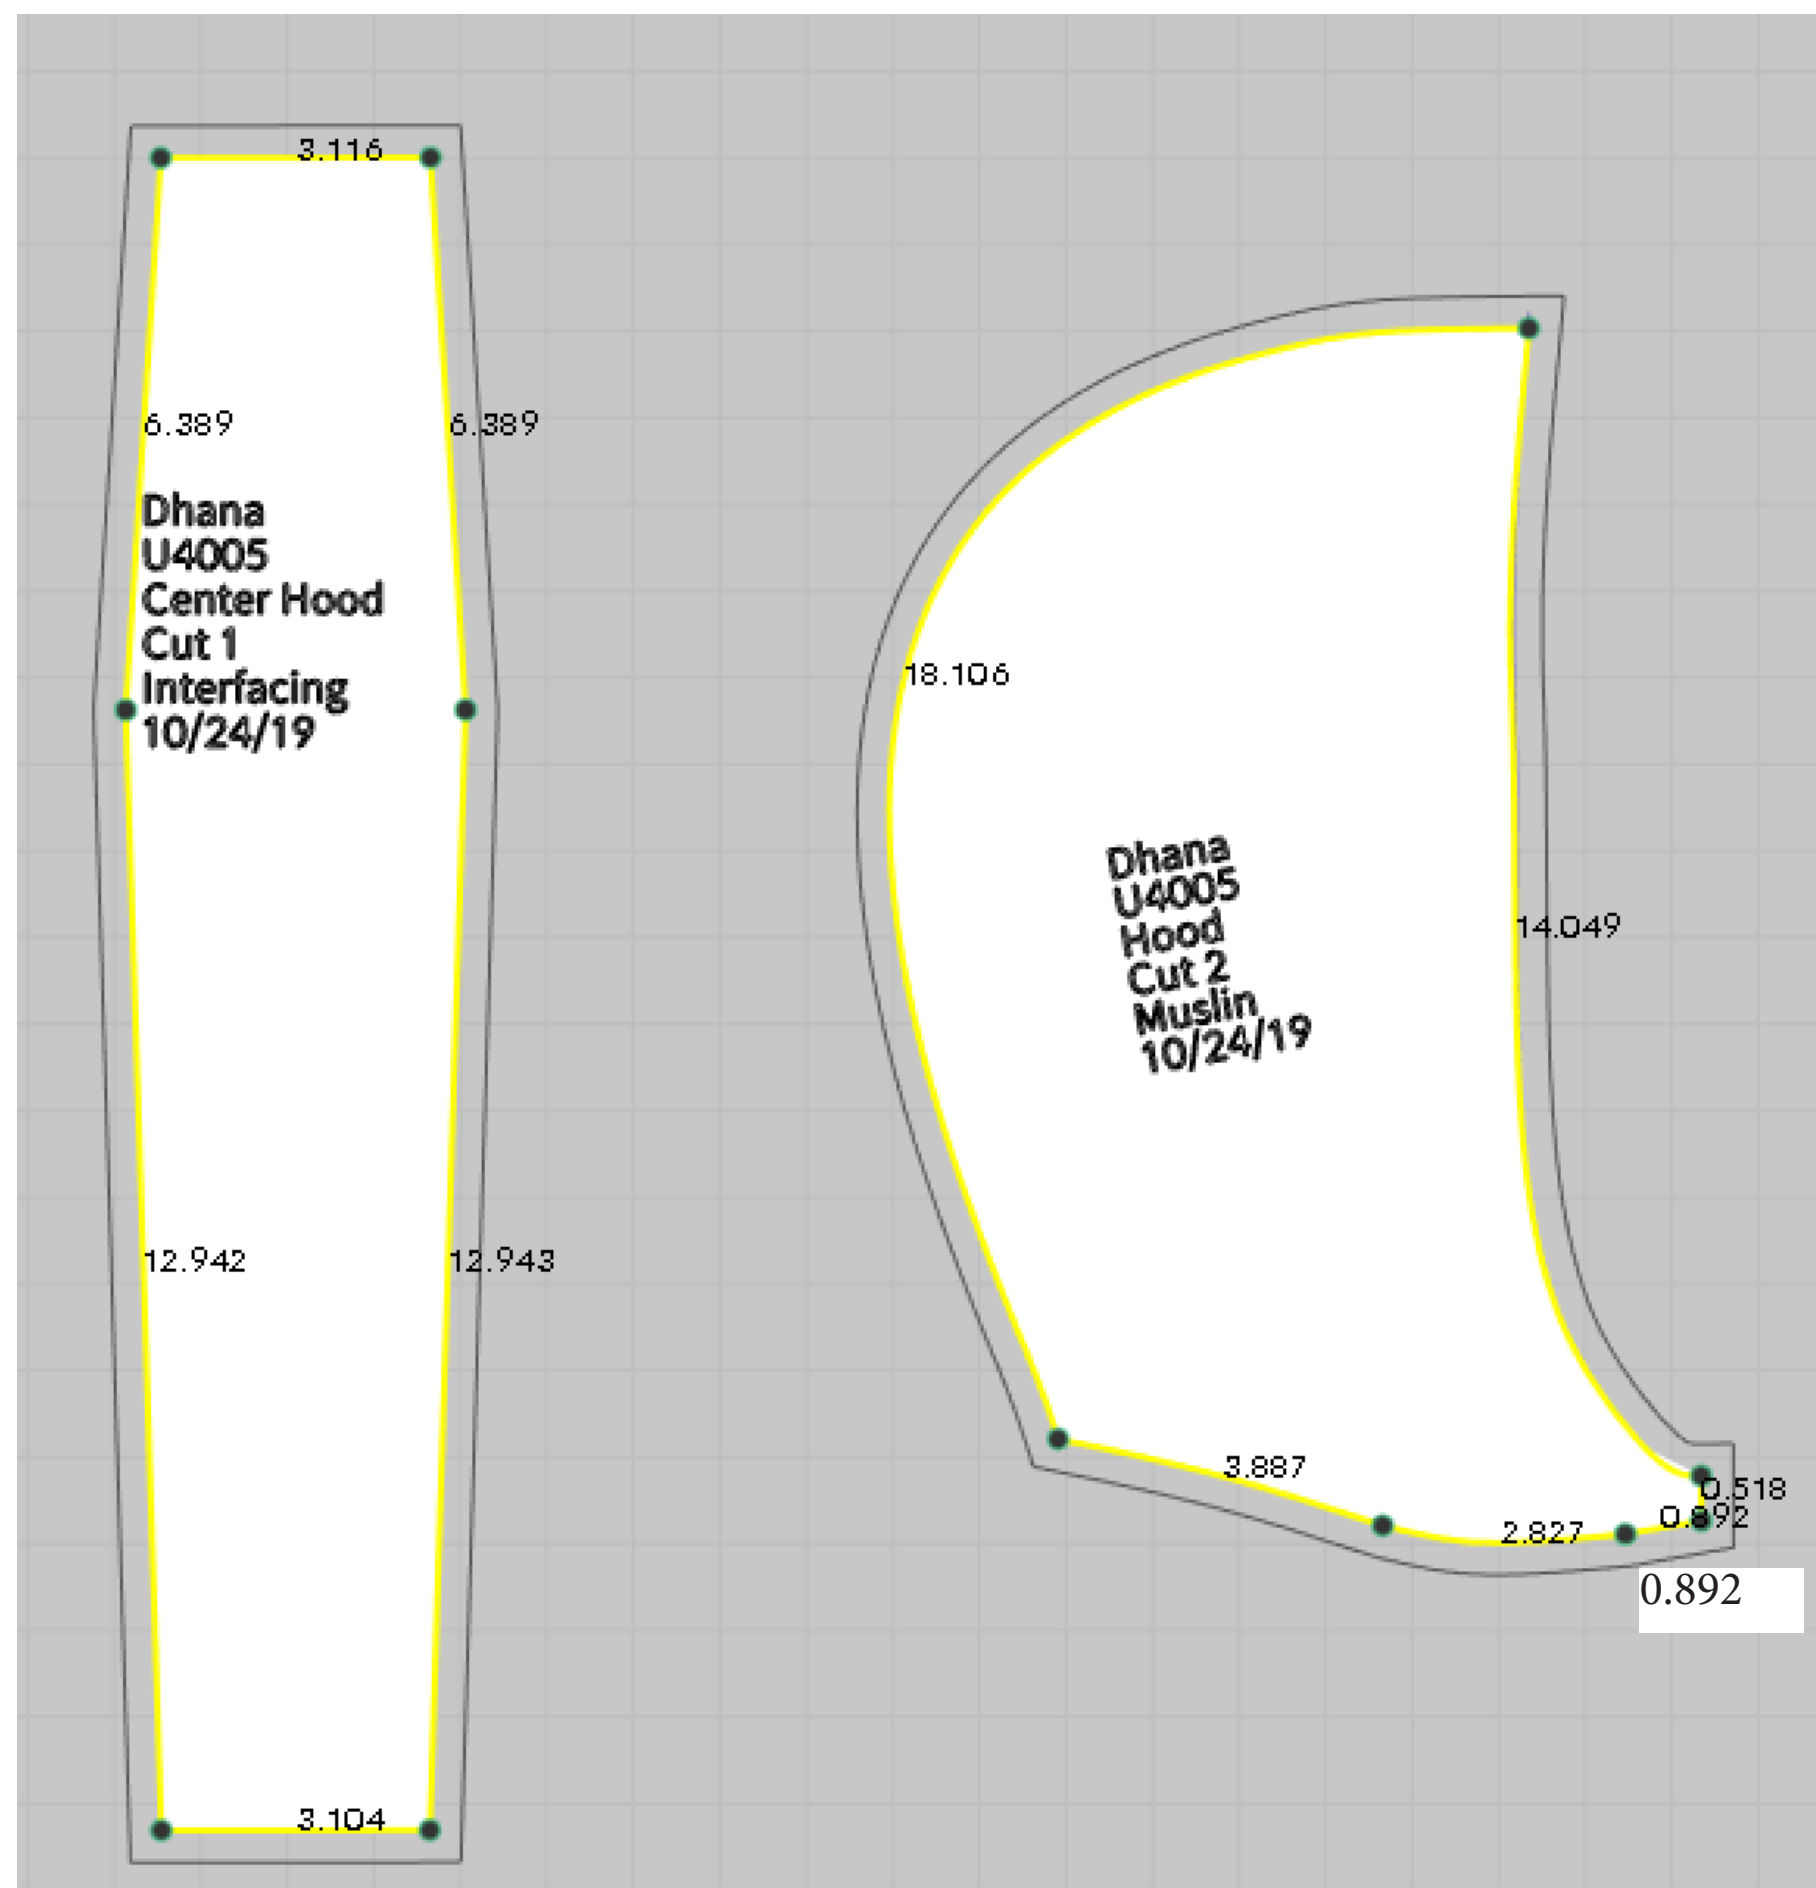 3.116
6.389
6.389
Dhana
U4005
Center Hood
Cut 1
Interfacing
10/24/19
12.942
12.943
3.104
18.106
Dhana
U4005
Hood
Cut 2
Muslin
10/24/19
14.049
3.887
2.827
0.518
0.892
0.892